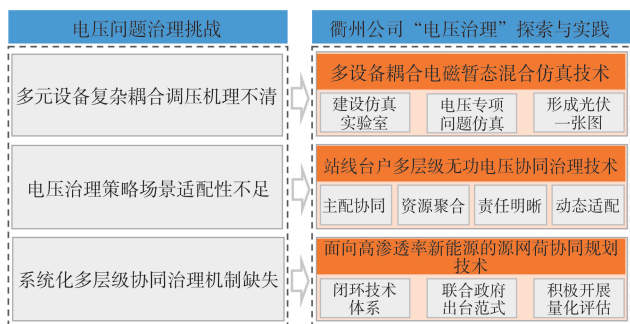 电压问题治理挑战
多元设备复杂耦合调压机理不清
电压治理策略场景适配性不足
系统化多层级协同治理机制缺失
衢州公司“电压治理”探索与实践
多设备耦合电磁暂态混合仿真技术
建设仿真
实验室
电压专项
问题仿真
形成光伏
一张图
站线台户多层级无功电压协同治理技术
主配协同
资源聚合
责任明晰
动态适配
面向高渗透率新能源的源网荷协同规划
技术
闭环技术
体系
联合政府
出台范式
积极开展
量化评估